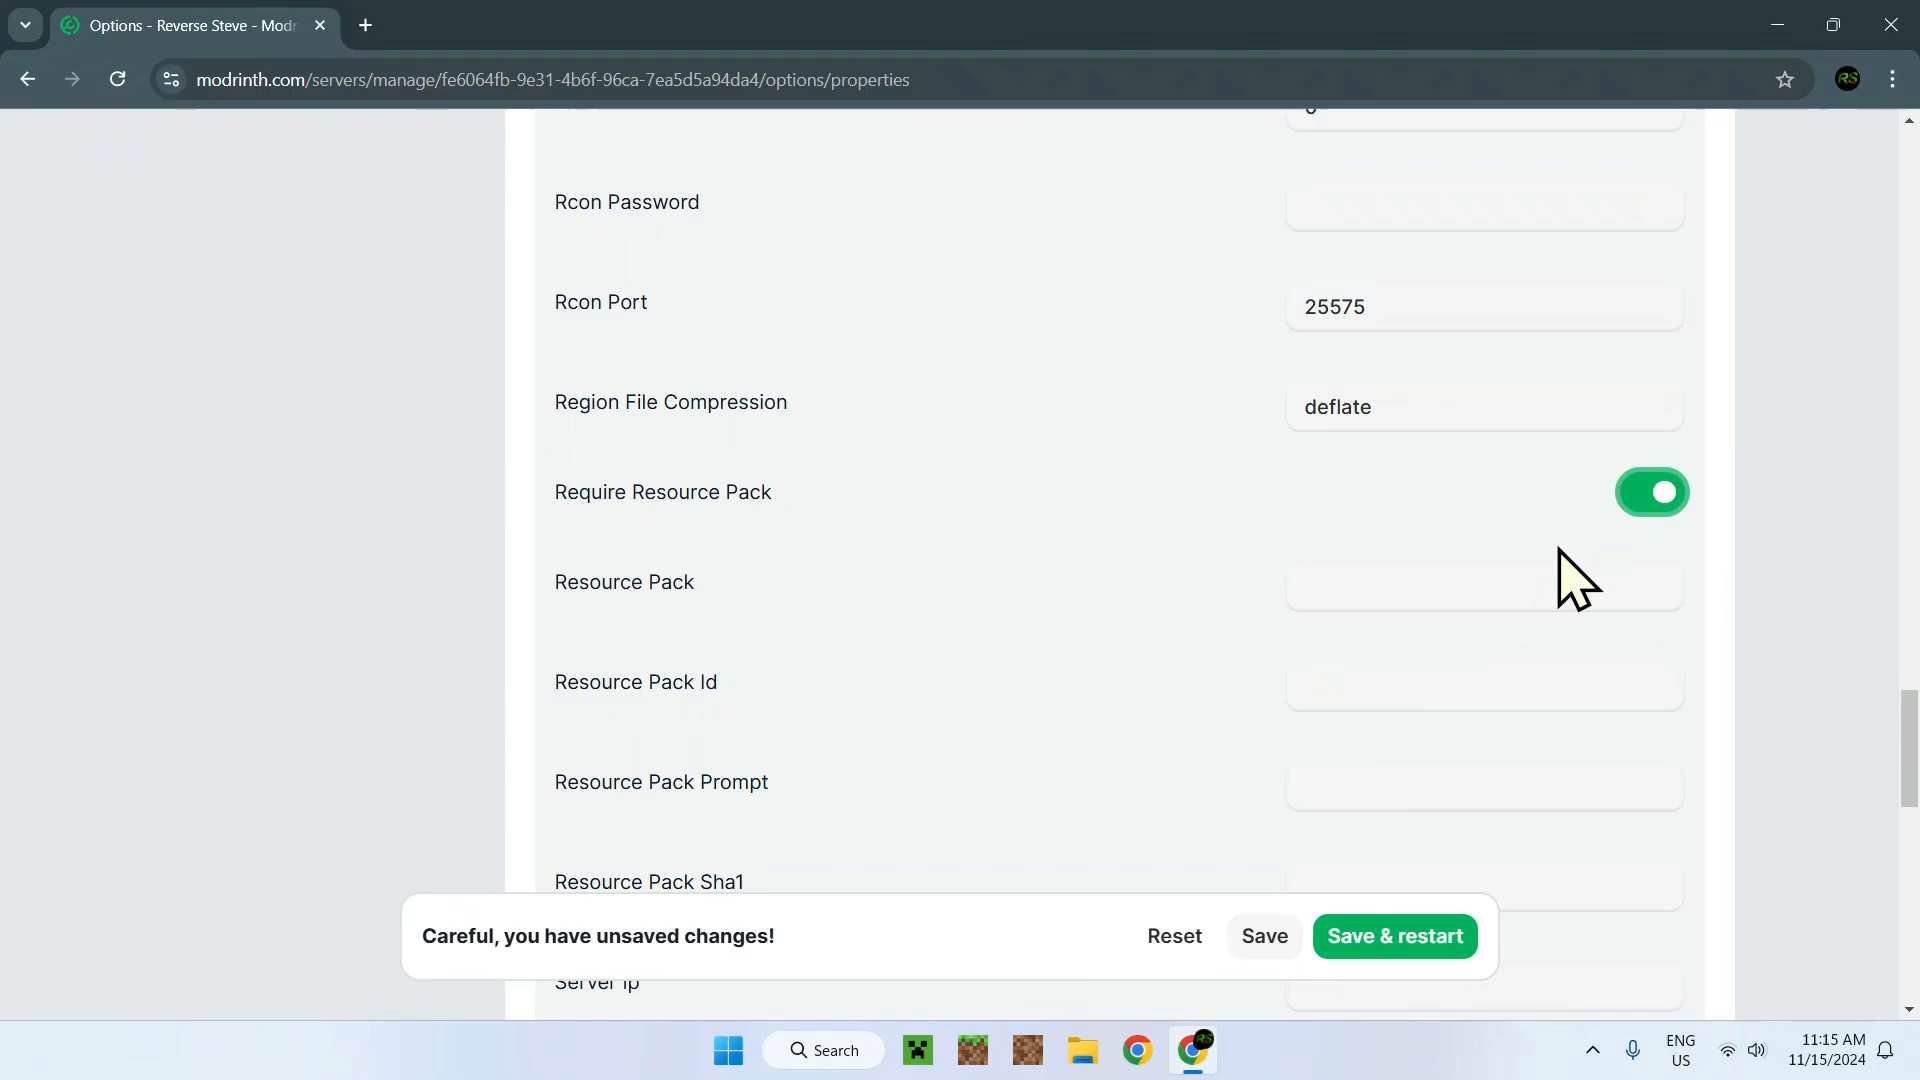 Options - Reverse Steve - Modr
modrinth.com/servers/manage/fe6064fb-9e31-4b6f-96ca-7ea5d5a94da4/options/properties
RS
Rcon Password
Rcon Port
25575
Region File Compression
deflate
Require Resource Pack
Resource Pack
Resource Pack Id
Resource Pack Prompt
Resource Pack Sha1
Careful, you have unsaved changes!
Reset
Save
Save & restart
Server Ip
Search
ENG
US
11:15 AM
11/15/2024